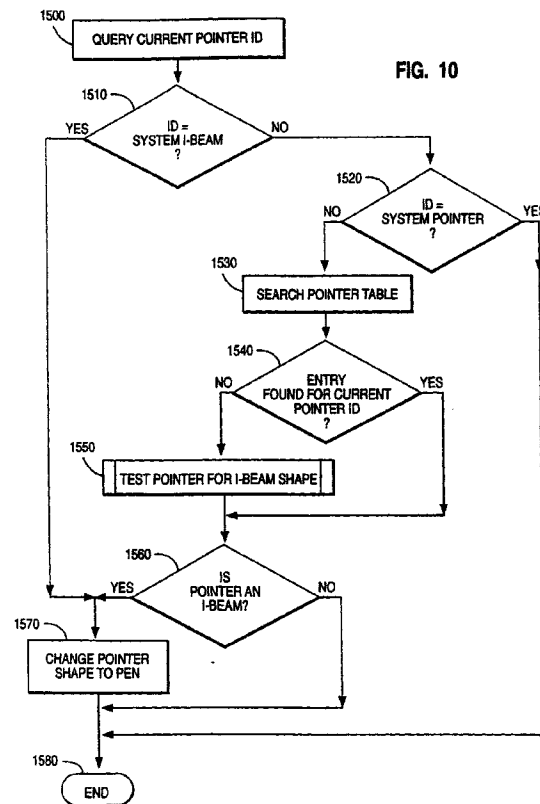 1500
QUERY CURRENT POINTER ID
FIG. 10
1510
YES
ID =
SYSTEM I-BEAM
?
NO
1520
NO
ID =
SYSTEM POINTER
?
YES
1530
SEARCH POINTER TABLE
1540
NO
ENTRY
FOUND FOR CURRENT
POINTER ID
?
YES
1550
TEST POINTER FOR I-BEAM SHAPE
1560
YES
IS
POINTER AN
I-BEAM?
NO
1570
CHANGE POINTER
SHAPE TO PEN
1580
END